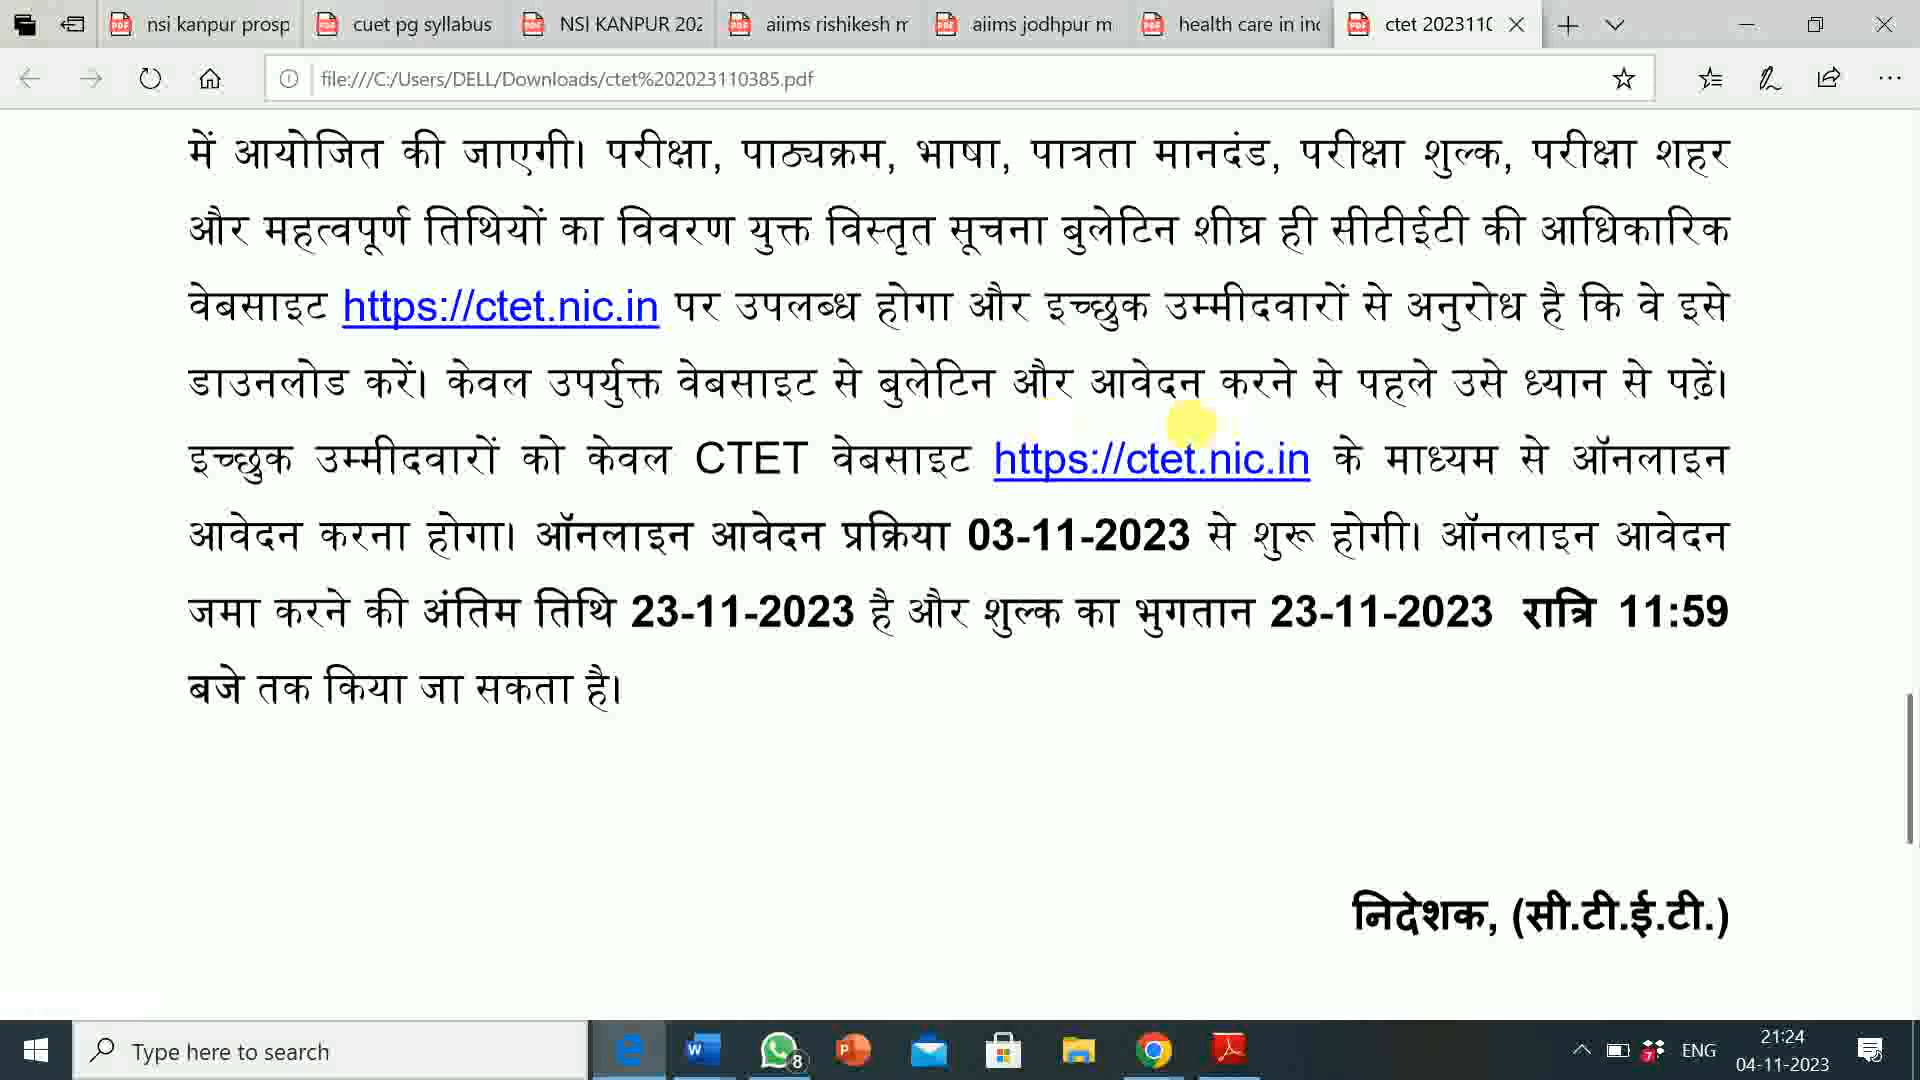 nsi kanpur prosp
cuet pg syllabus
NSI KANPUR 202
aiims rishikesh m
aiims jodhpur m
health care in ind
ctet 2023110
file:///C:/Users/DELL/Downloads/ctet%202023110385.pdf
में आयोजित की जाएगी। परीक्षा, पाठ्यक्रम, भाषा, पात्रता मानदंड, परीक्षा शुल्क, परीक्षा शहर
और महत्वपूर्ण तिथियों का विवरण युक्त विस्तृत सूचना बुलेटिन शीघ्र ही सीटीईटी की आधिकारिक
वेबसाइट https://ctet.nic.in पर उपलब्ध होगा और इच्छुक उम्मीदवारों से अनुरोध है कि वे इसे
डाउनलोड करें। केवल उपर्युक्त वेबसाइट से बुलेटिन और आवेदन करने से पहले उसे ध्यान से पढ़ें।
इच्छुक उम्मीदवारों को केवल CTET वेबसाइट https://ctet.nic.in के माध्यम से ऑनलाइन
आवेदन करना होगा। ऑनलाइन आवेदन प्रक्रिया 03-11-2023 से शुरू होगी। ऑनलाइन आवेदन
जमा करने की अंतिम तिथि 23-11-2023 है और शुल्क का भुगतान 23-11-2023 रात्रि 11:59
बजे तक किया जा सकता है।
निदेशक, (सी.टी.ई.टी.)
Type here to search
8
7
ENG
21:24
04-11-2023